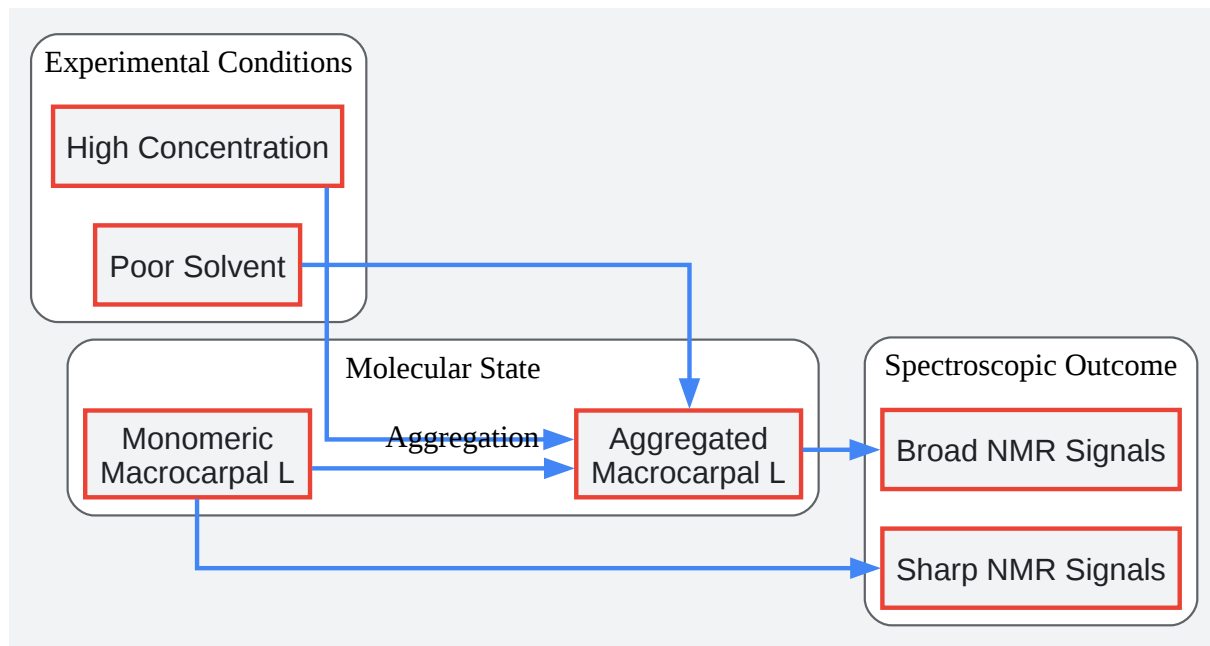 Experimental Conditions
High Concentration
Poor Solvent
Molecular State
Monomeric
Macrocarpal L
Aggregation
Aggregated
Macrocarpal L
Spectroscopic Outcome
Broad NMR Signals
Sharp NMR Signals